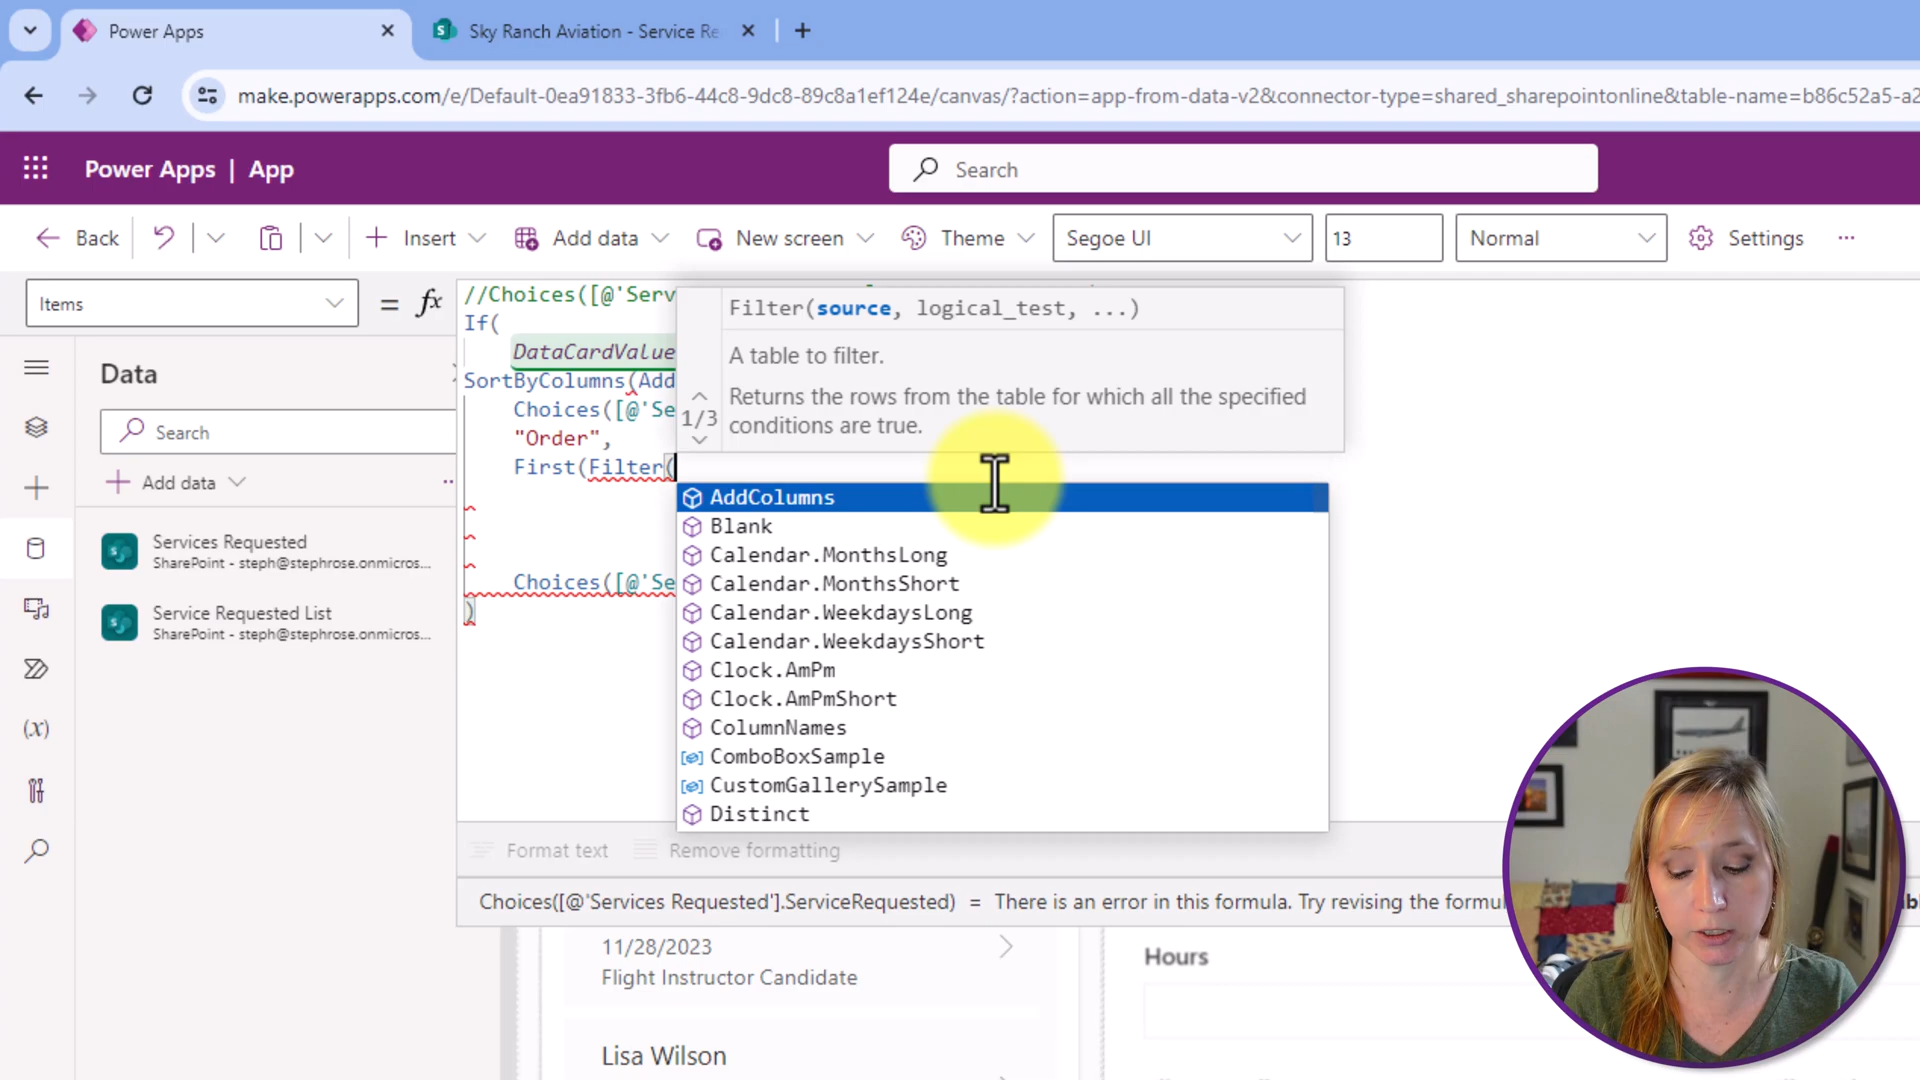 Power Apps
Sky Ranch Aviation - Service Re
make.powerapps.com/e/Default-0ea91833-3fb6-44c8-9dc8-89c8a1ef124e/canvas/?action=app-from-data-v2&connector-type=shared_sharepointonline&table-name=b86c52a5-a2
Power Apps | App
Search
Back
Insert
Add data
New screen
Theme
Segoe UI
13
Normal
Settings
Items
= fx
//Choices([@'Serv
If(
DataCardValue
SortByColumns(Add
Choices([@'Se
"Order",
First(Filter(
Choices([@'Se
)
Filter(source, logical_test, ...)
A table to filter.
1/3
Returns the rows from the table for which all the specified
conditions are true.
AddColumns
Blank
Calendar.MonthsLong
Calendar.MonthsShort
Calendar.WeekdaysLong
Calendar.WeekdaysShort
Clock.AmPm
Clock.AmPmShort
ColumnNames
ComboBoxSample
CustomGallerySample
Distinct
Data
Search
Add data
Services Requested
SharePoint - steph@stephrose.onmicros...
Service Requested List
SharePoint - steph@stephrose.onmicros...
(x)
Format text
Remove formatting
Choices([@'Services Requested'].ServiceRequested) = There is an error in this formula. Try revising the formu
11/28/2023
Flight Instructor Candidate
Lisa Wilson
Hours